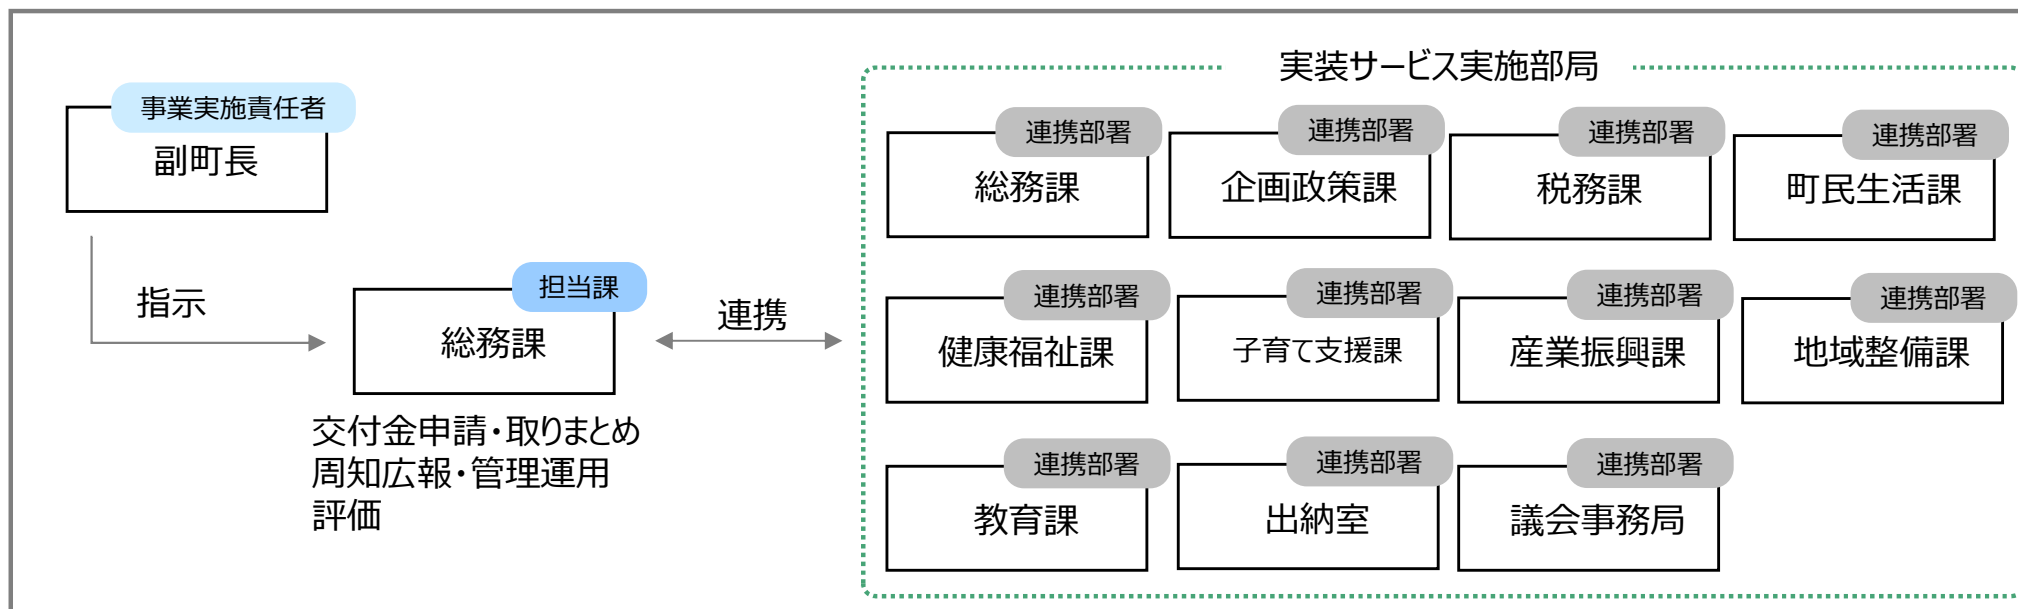 事業実施責任者
副町長
指示
担当課
総務課
交付金申請・取りまとめ
周知広報・管理運用
評価
連携
実装サービス実施部局
連携部署
総務課
連携部署
企画政策課
連携部署
税務課
連携部署
町民生活課
連携部署
健康福祉課
連携部署
子育て支援課
連携部署
産業振興課
連携部署
地域整備課
連携部署
教育課
連携部署
出納室
連携部署
議会事務局